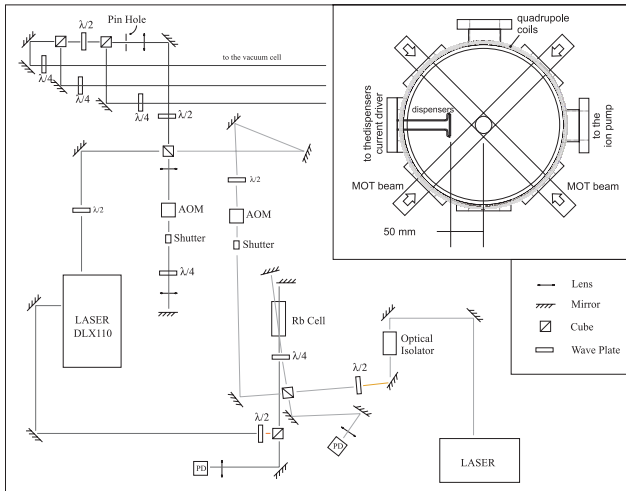 Pin Hole
λ/2
λ/4
λ/4
λ/4
to the vacuum cell
λ/2
λ/2
λ/2
AOM
AOM
Shutter
Shutter
λ/4
LASER
DLX110
Rb Cell
λ/4
Optical
Isolator
λ/2
λ/2
PD
PD
LASER
quadrupole
coils
dispensers
to thedispensers
current driver
to the
ion pump
MOT beam
MOT beam
50 mm
Lens
Mirror
Cube
Wave Plate